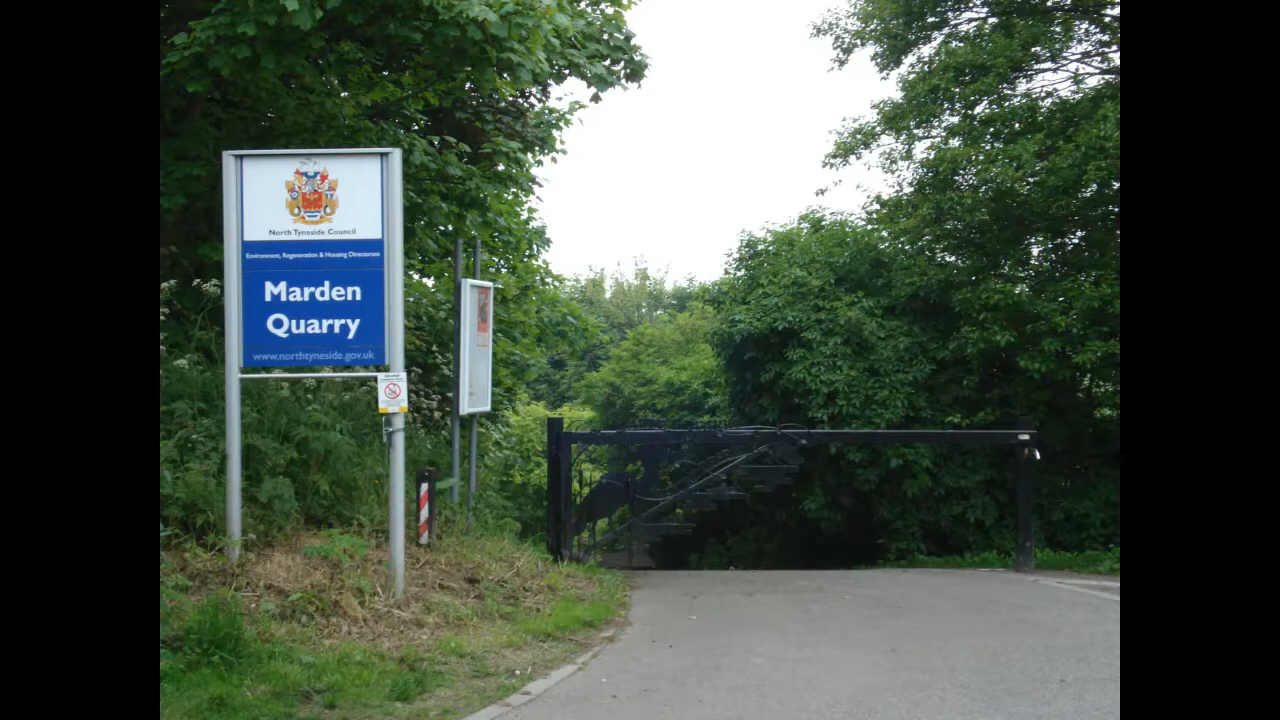 North Tyneside Council
Environment, Regeneration & Housing Directorate
Marden
Quarry
www.northtyneside.gov.uk